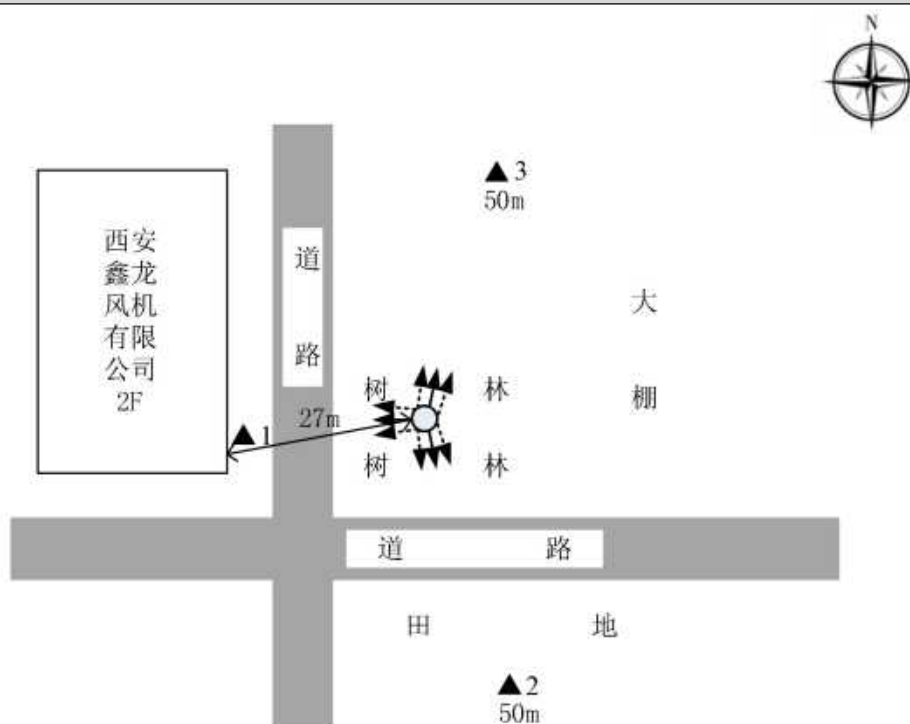 N
▲3
50m
西安
鑫龙
风机
有限
公司
2F
道
路
大
棚
树 林
27m
▲1
树 林
道 路
田 地
▲2
50m